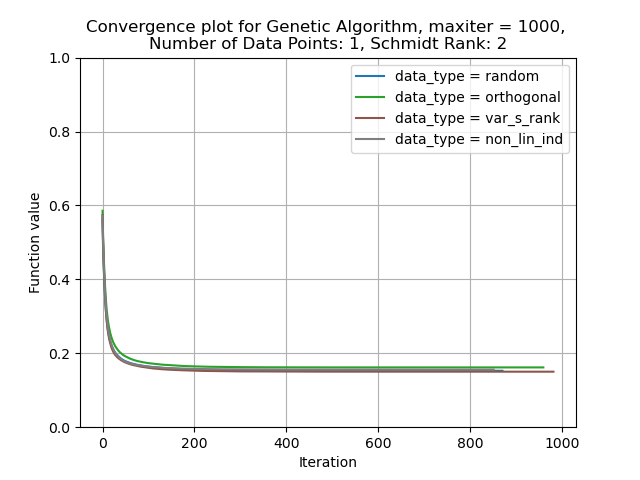 Convergence plot for Genetic Algorithm, maxiter = 1000,
Number of Data Points: 1, Schmidt Rank: 2
data_type = random
data_type = orthogonal
data_type = var_s_rank
data_type = non_lin_ind
Function value
1.0
0.8
0.6
0.4
0.2
0.0
0 200 400 600 800 1000
Iteration